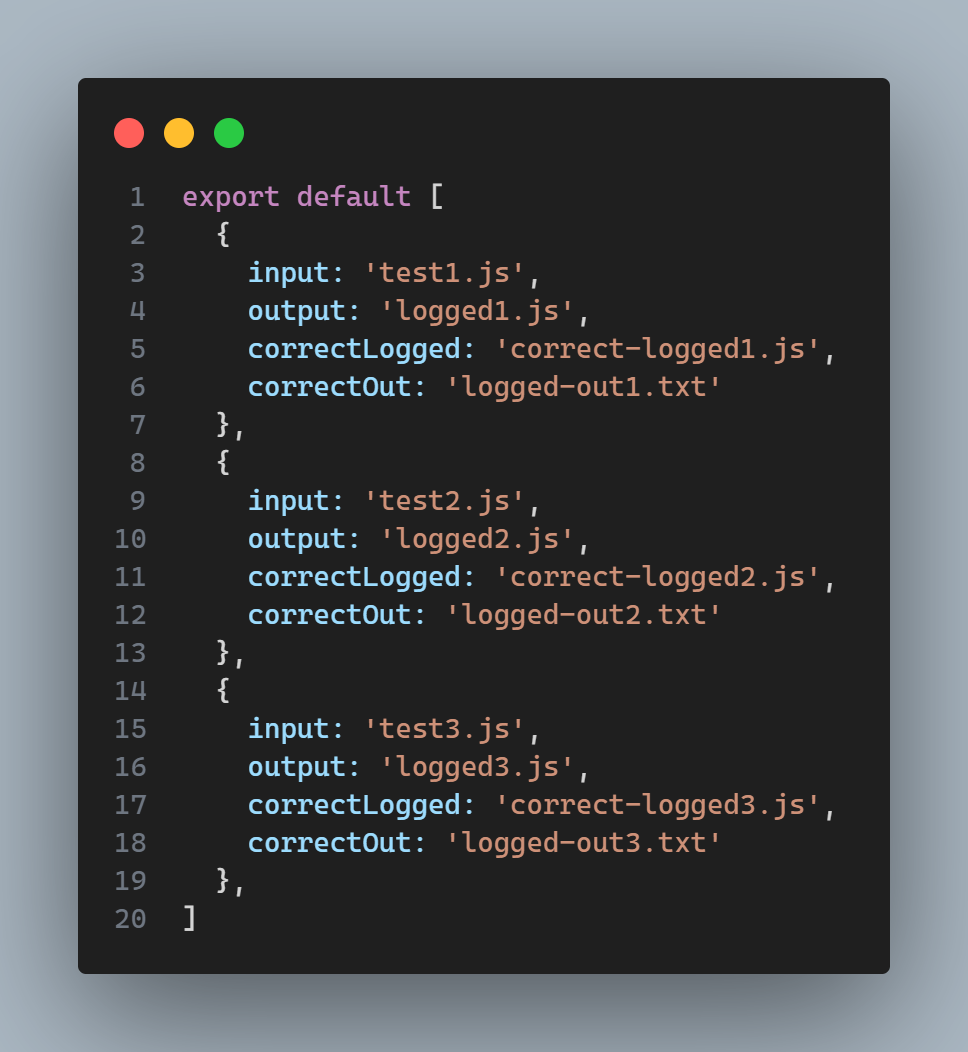 1 export default [
2   {
3     input: 'test1.js',
4     output: 'logged1.js',
5     correctLogged: 'correct-logged1.js',
6     correctOut: 'logged-out1.txt'
7   },
8   {
9     input: 'test2.js',
10     output: 'logged2.js',
11     correctLogged: 'correct-logged2.js',
12     correctOut: 'logged-out2.txt'
13   },
14   {
15     input: 'test3.js',
16     output: 'logged3.js',
17     correctLogged: 'correct-logged3.js',
18     correctOut: 'logged-out3.txt'
19   },
20 ]